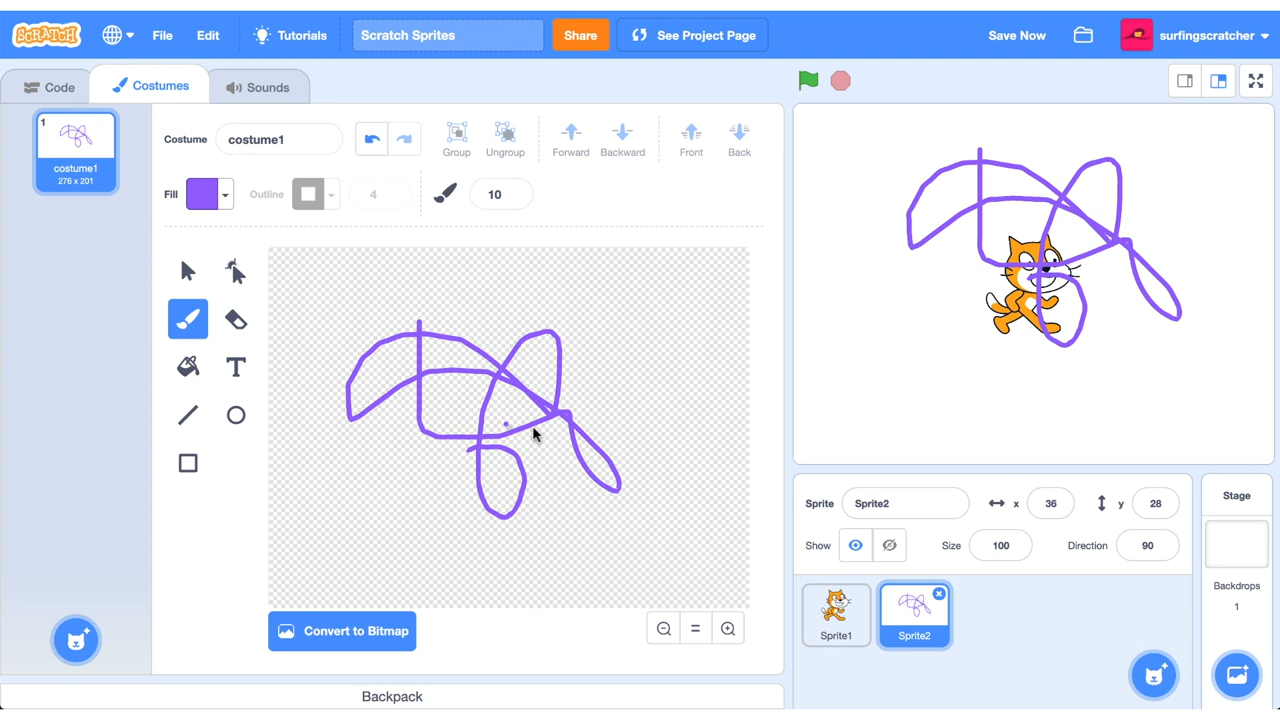 SCRATCH File Edit Tutorials Scratch Sprites Share See Project Page Save Now surfingscratcher
Code Costumes Sounds
1
costume1
276 x 201
Costume costume1 Group Ungroup Forward Backward Front Back
Fill Outline 4 10
Convert to Bitmap
Backpack
Sprite Sprite2 x 36 y 28
Show Size 100 Direction 90
Sprite1 Sprite2
Stage
Backdrops
1